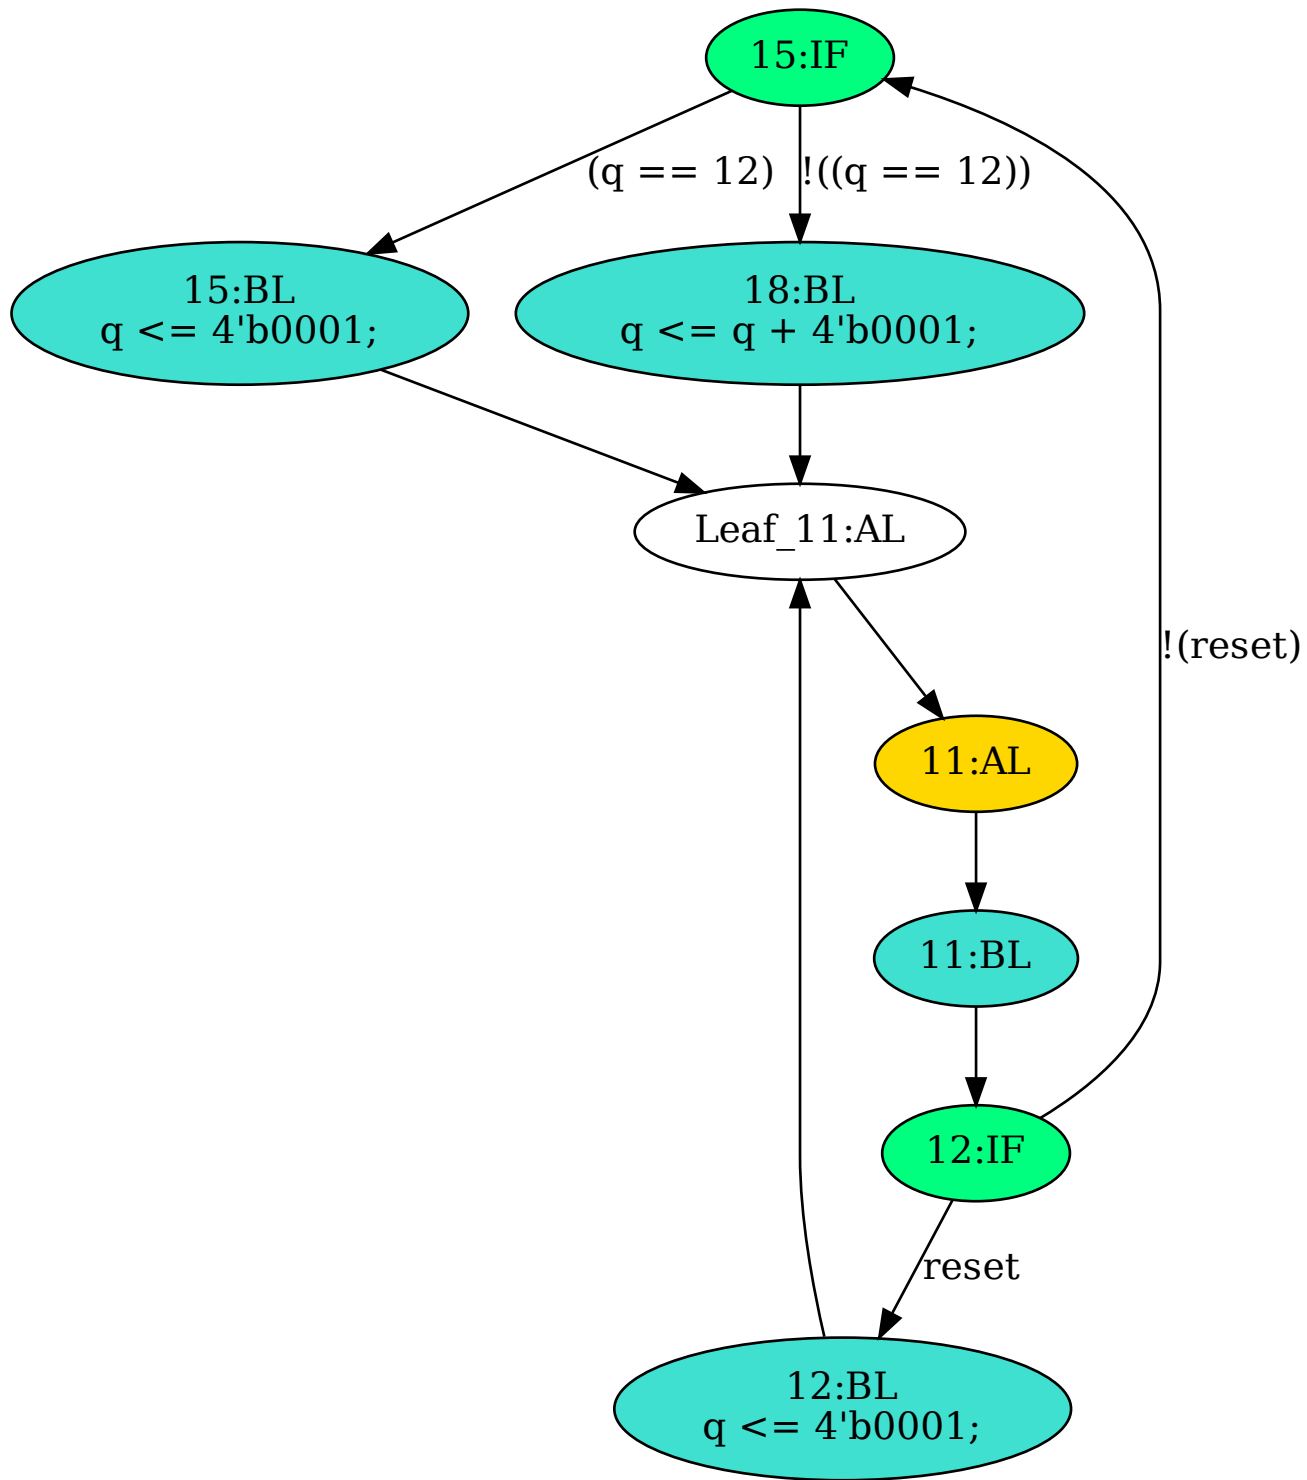 15:IF
(q == 12)
!((q == 12))
15:BL
q <= 4'b0001;
18:BL
q <= q + 4'b0001;
Leaf_11:AL
!(reset)
11:AL
11:BL
12:IF
reset
12:BL
q <= 4'b0001;